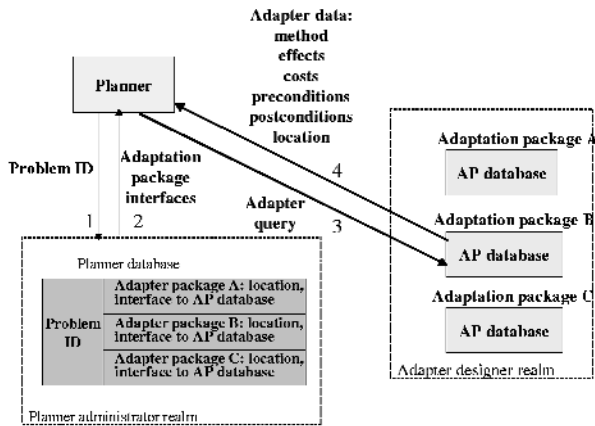 Adapter data:
method
effects
costs
preconditions
postconditions
location
Planner
Problem ID
Adaptation
package
interfaces
1
2
Adapter
query
4
3
Adaptation package A
AP database
Adaptation package B
AP database
Adaptation package C
AP database
Adapter designer realm
Planner database
Problem
ID
Adapter package A: location,
interface to AP database
Adapter package B: location,
interface to AP database
Adapter package C: location,
interface to AP database
Planner administrator realm